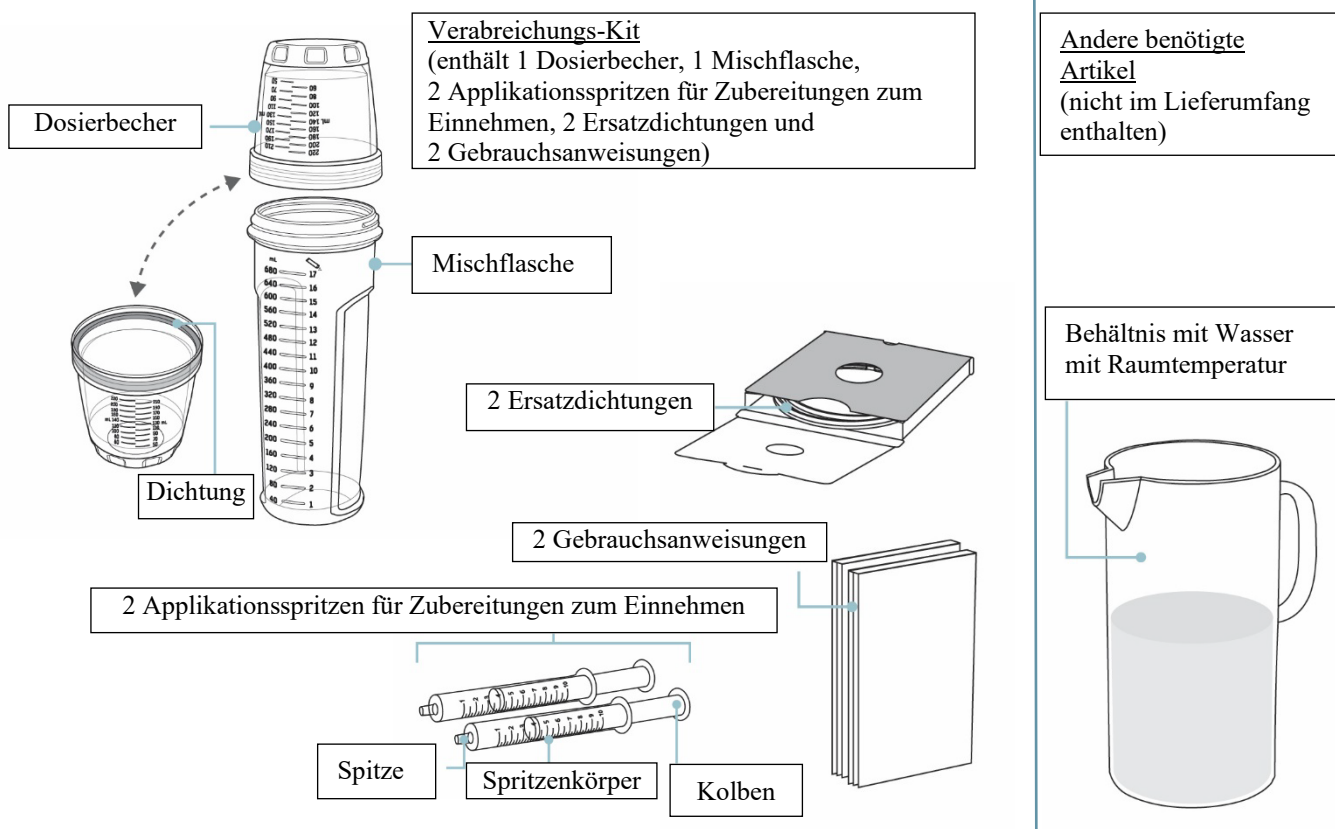 Verabreichungs-Kit
(enthält 1 Dosierbecher, 1 Mischflasche,
2 Applikationsspritzen für Zubereitungen zum
Einnehmen, 2 Ersatzdichtungen und
2 Gebrauchsanweisungen)
Andere benötigte
Artikel
(nicht im Lieferumfang
enthalten)
Dosierbecher
Mischflasche
mL
680 17
640 16
600 15
560 14
520 13
480 12
440 11
400 10
360 9
320 8
280 7
240 6
200 5
160 4
120 3
80 2
40 1
Dichtung
2 Ersatzdichtungen
Behältnis mit Wasser
mit Raumtemperatur
2 Gebrauchsanweisungen
2 Applikationsspritzen für Zubereitungen zum Einnehmen
Spitze
Spritzenkörper
Kolben